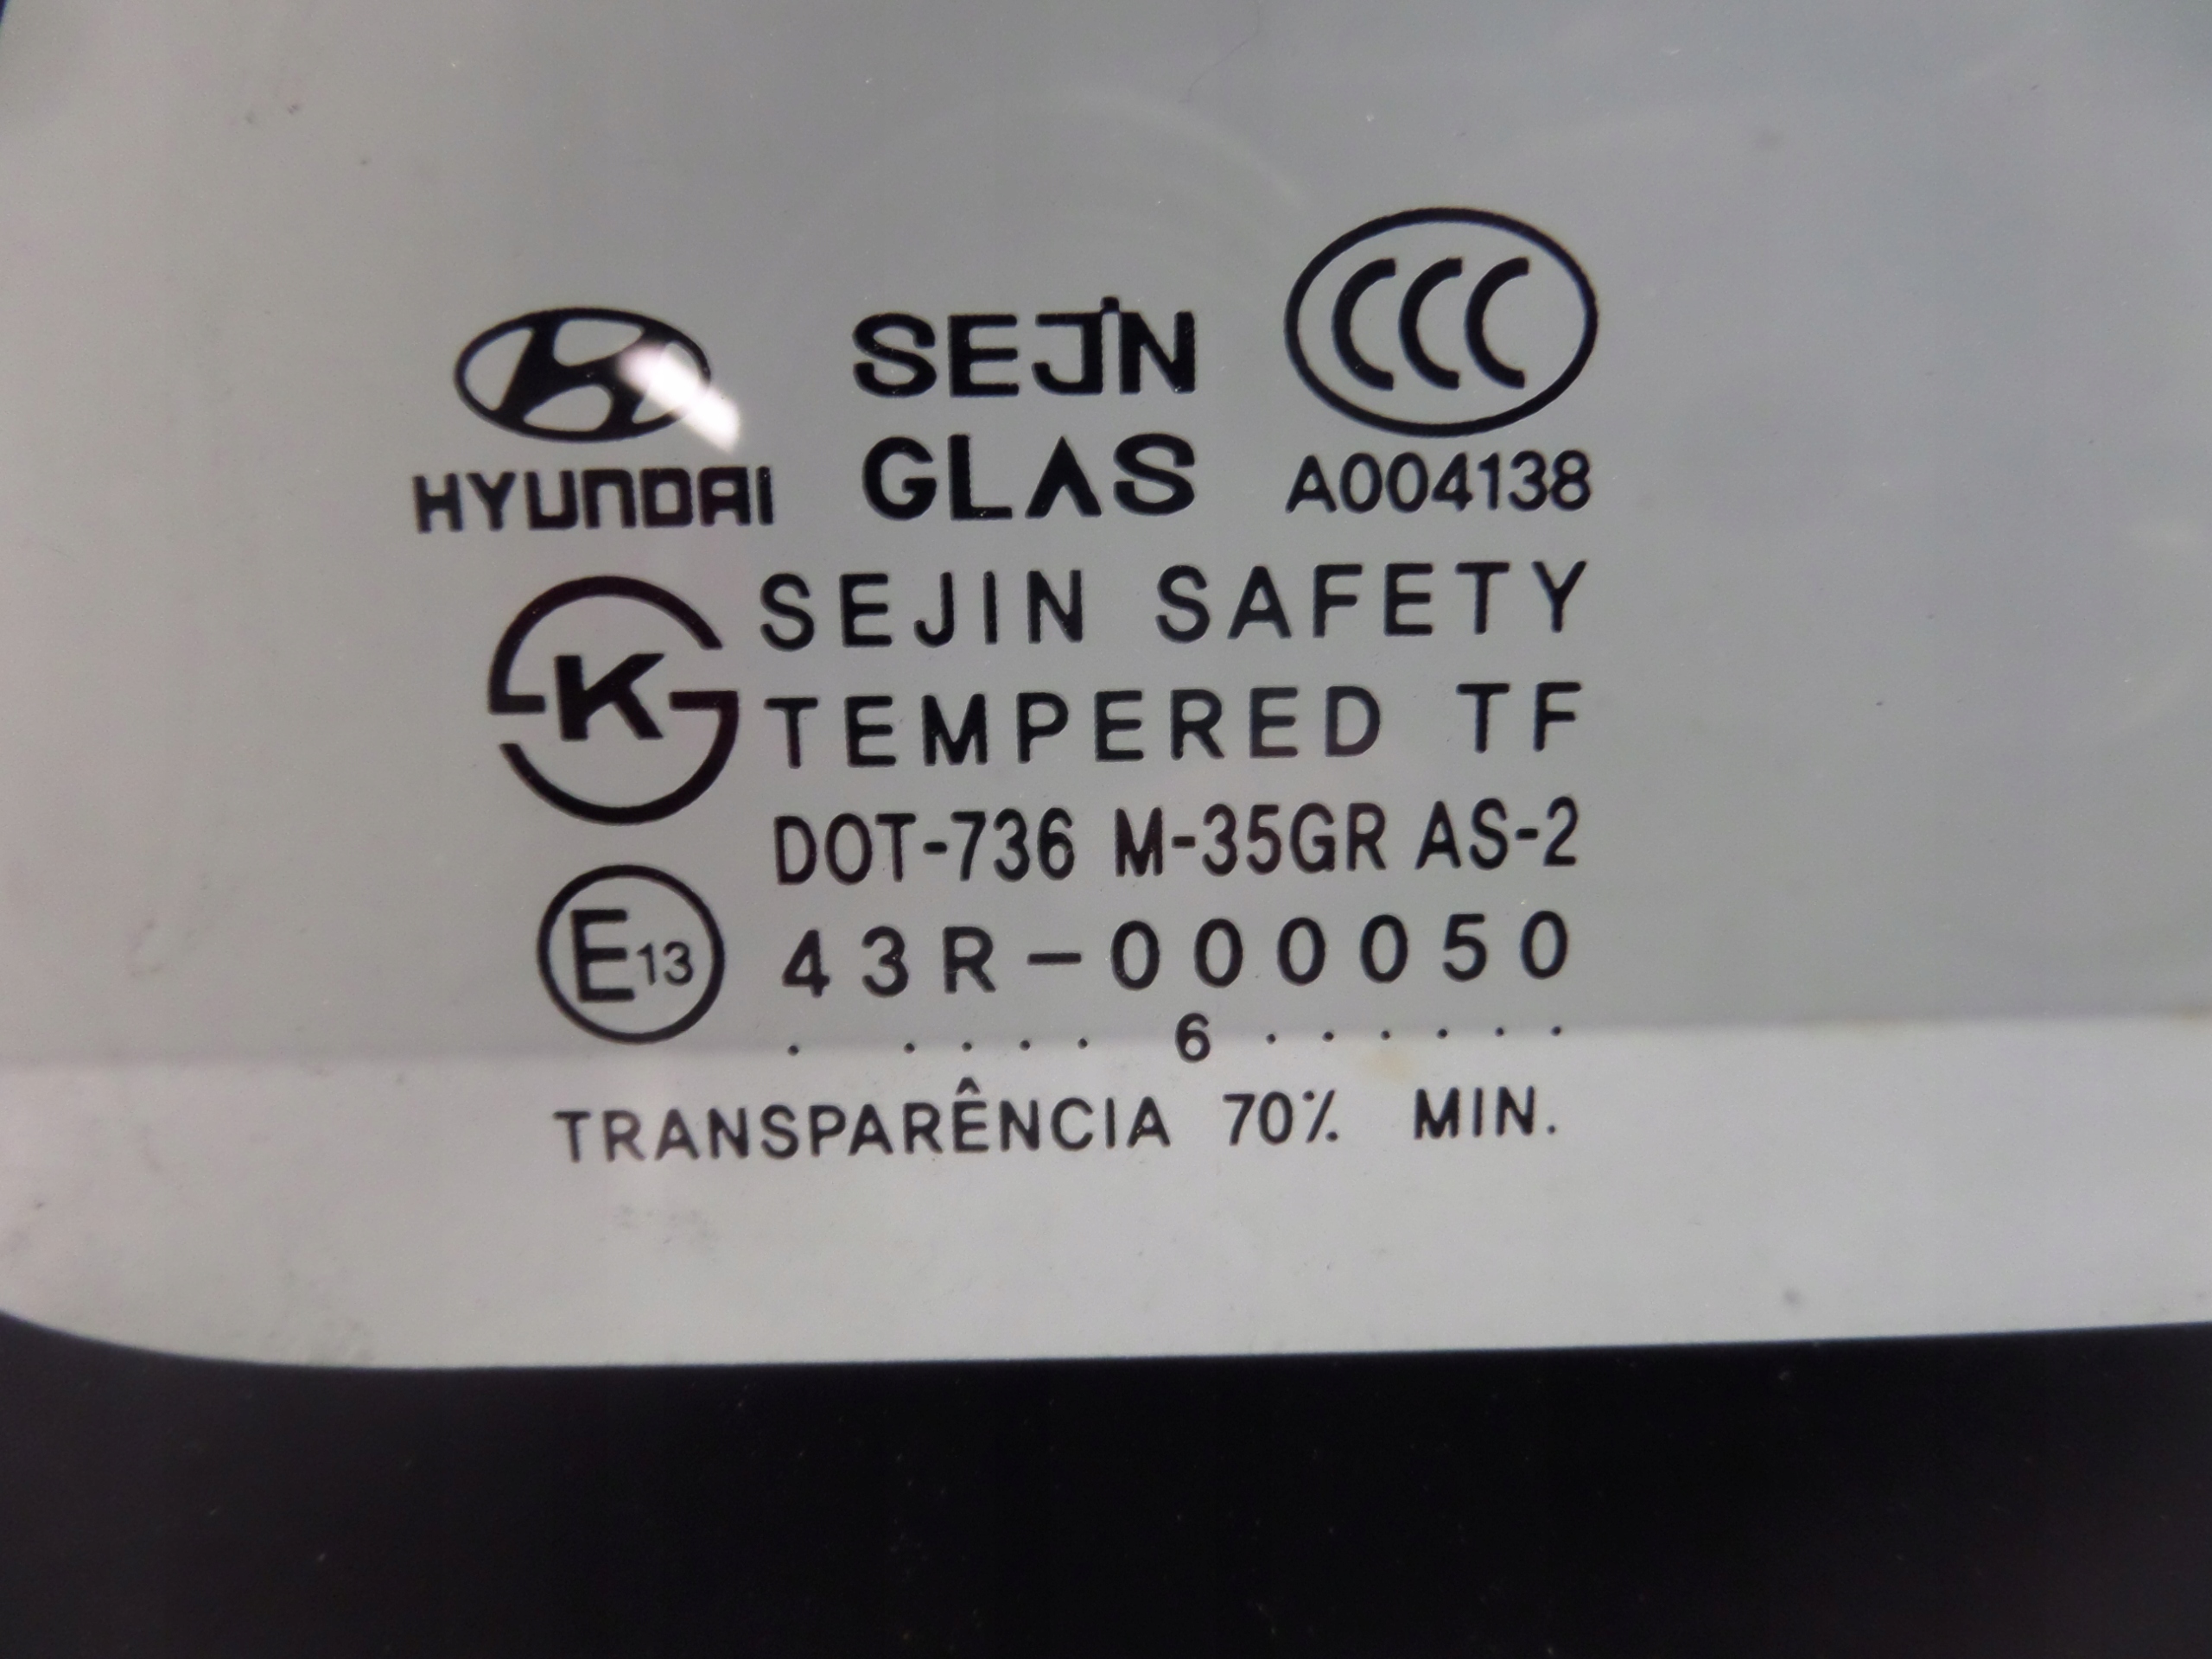 HYUNDAI SEJIN GLAS CCC A004138
K SEJIN SAFETY
TEMPERED TF
DOT-736 M-35GR AS-2
E13 43R-000050
. . . . . 6 . . . . . .
TRANSPARÊNCIA 70% MIN.